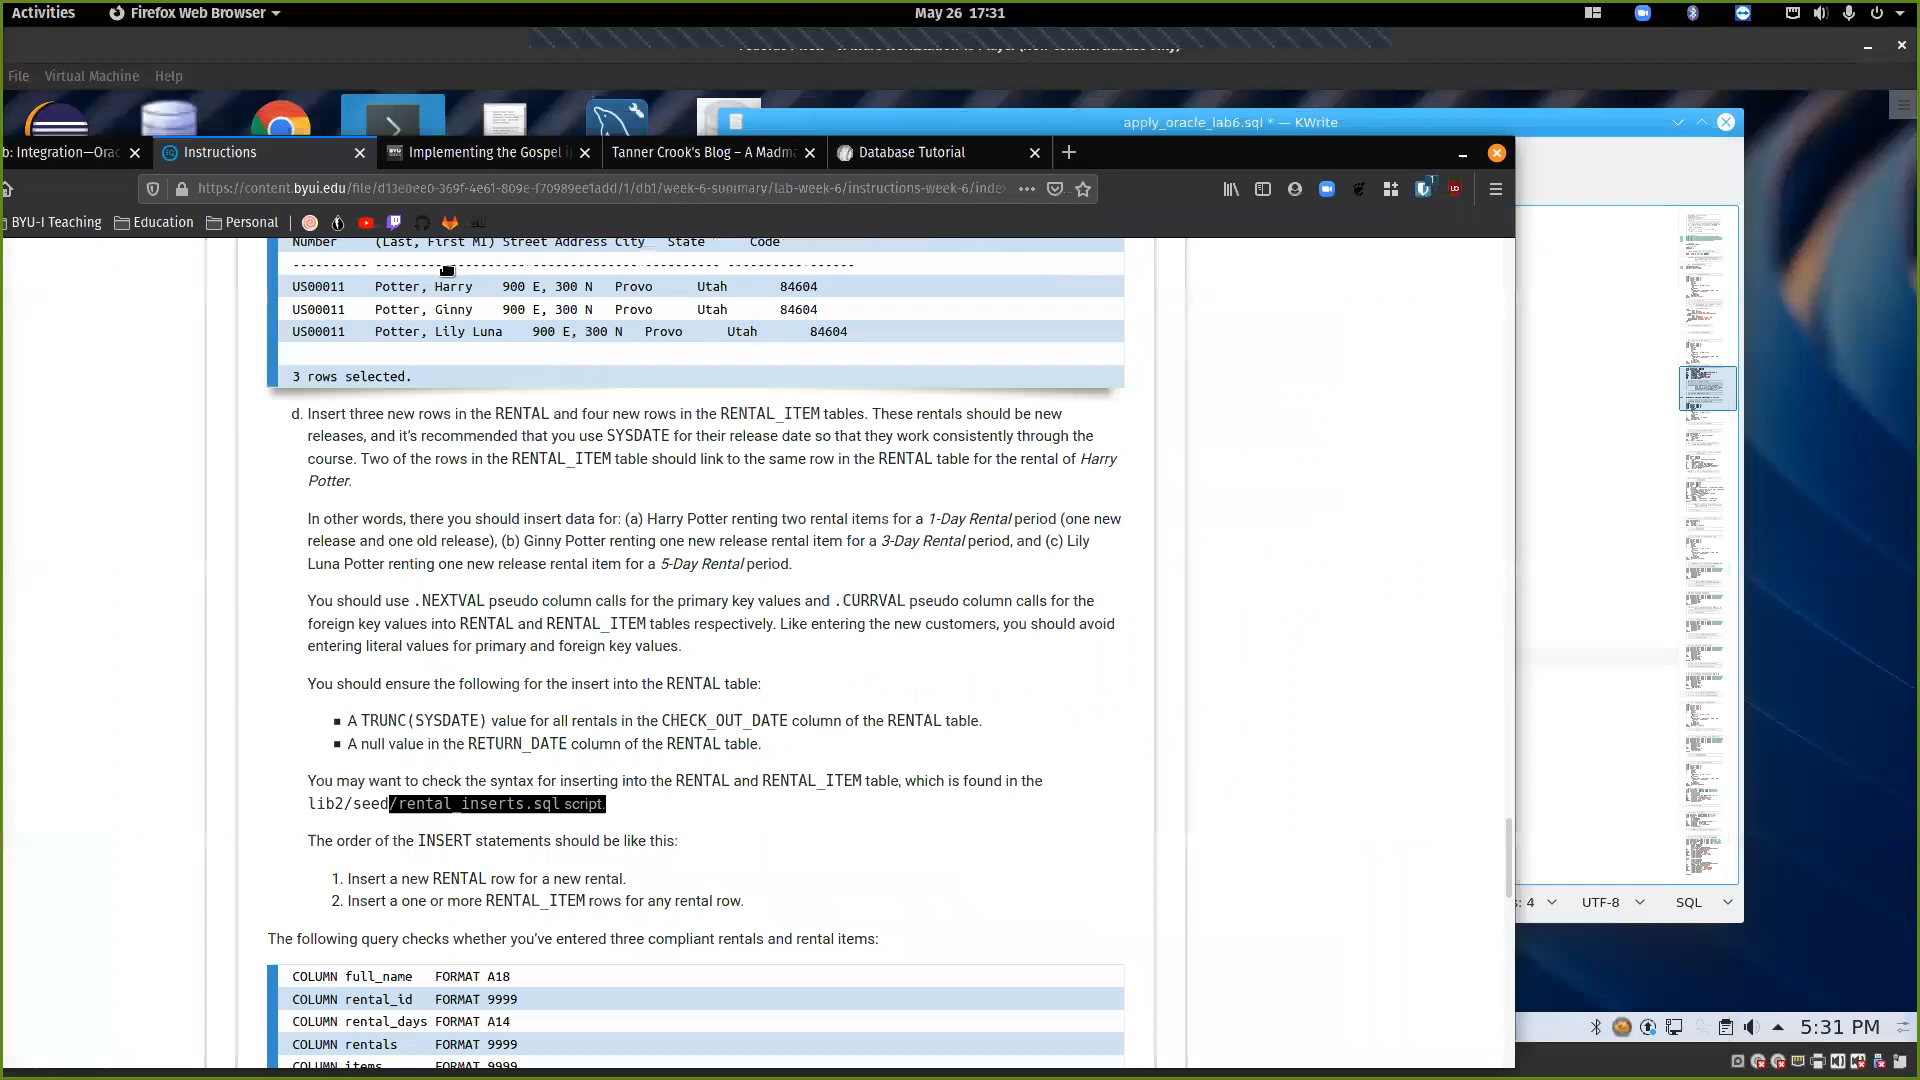 Activities
Firefox Web Browser
May 26 17:31
File Virtual Machine Help
apply_oracle_lab6.sql * — KWrite
b: Integration—Orac
Instructions
Implementing the Gospel i
Tanner Crook's Blog – A Madma
Database Tutorial
https://content.byui.edu/file/d13e0ee0-369f-4e61-809e-f70989ee1add/1/db1/week-6-summary/lab-week-6/instructions-week-6/inde
BYU-I Teaching Education Personal
Number (Last, First MI) Street Address City State Code
---------- -------------------- -------------- ---------- ---------- ------
US00011 Potter, Harry 900 E, 300 N Provo Utah 84604
US00011 Potter, Ginny 900 E, 300 N Provo Utah 84604
US00011 Potter, Lily Luna 900 E, 300 N Provo Utah 84604
3 rows selected.
d. Insert three new rows in the RENTAL and four new rows in the RENTAL_ITEM tables. These rentals should be new
releases, and it's recommended that you use SYSDATE for their release date so that they work consistently through the
course. Two of the rows in the RENTAL_ITEM table should link to the same row in the RENTAL table for the rental of Harry
Potter.
In other words, there you should insert data for: (a) Harry Potter renting two rental items for a 1-Day Rental period (one new
release and one old release), (b) Ginny Potter renting one new release rental item for a 3-Day Rental period, and (c) Lily
Luna Potter renting one new release rental item for a 5-Day Rental period.
You should use .NEXTVAL pseudo column calls for the primary key values and .CURRVAL pseudo column calls for the
foreign key values into RENTAL and RENTAL_ITEM tables respectively. Like entering the new customers, you should avoid
entering literal values for primary and foreign key values.
You should ensure the following for the insert into the RENTAL table:
▪ A TRUNC(SYSDATE) value for all rentals in the CHECK_OUT_DATE column of the RENTAL table.
▪ A null value in the RETURN_DATE column of the RENTAL table.
You may want to check the syntax for inserting into the RENTAL and RENTAL_ITEM table, which is found in the
lib2/seed/rental_inserts.sql script.
The order of the INSERT statements should be like this:
1. Insert a new RENTAL row for a new rental.
2. Insert a one or more RENTAL_ITEM rows for any rental row.
The following query checks whether you've entered three compliant rentals and rental items:
COLUMN full_name FORMAT A18
COLUMN rental_id FORMAT 9999
COLUMN rental_days FORMAT A14
COLUMN rentals FORMAT 9999
COLUMN items FORMAT 9999
s: 4 UTF-8 SQL
5:31 PM